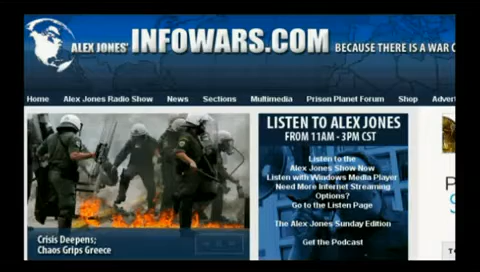 ALEX JONES' INFOWARS.COM BECAUSE THERE IS A WAR
Home Alex Jones Radio Show News Sections Multimedia Prison Planet Forum Shop Advert
LISTEN TO ALEX JONES
FROM 11AM - 3PM CST
Listen to the
Alex Jones Show Now
Listen with Windows Media Player
Need More Internet Streaming
Options?
Go to the Listen Page
The Alex Jones Sunday Edition
Get the Podcast
Crisis Deepens;
Chaos Grips Greece